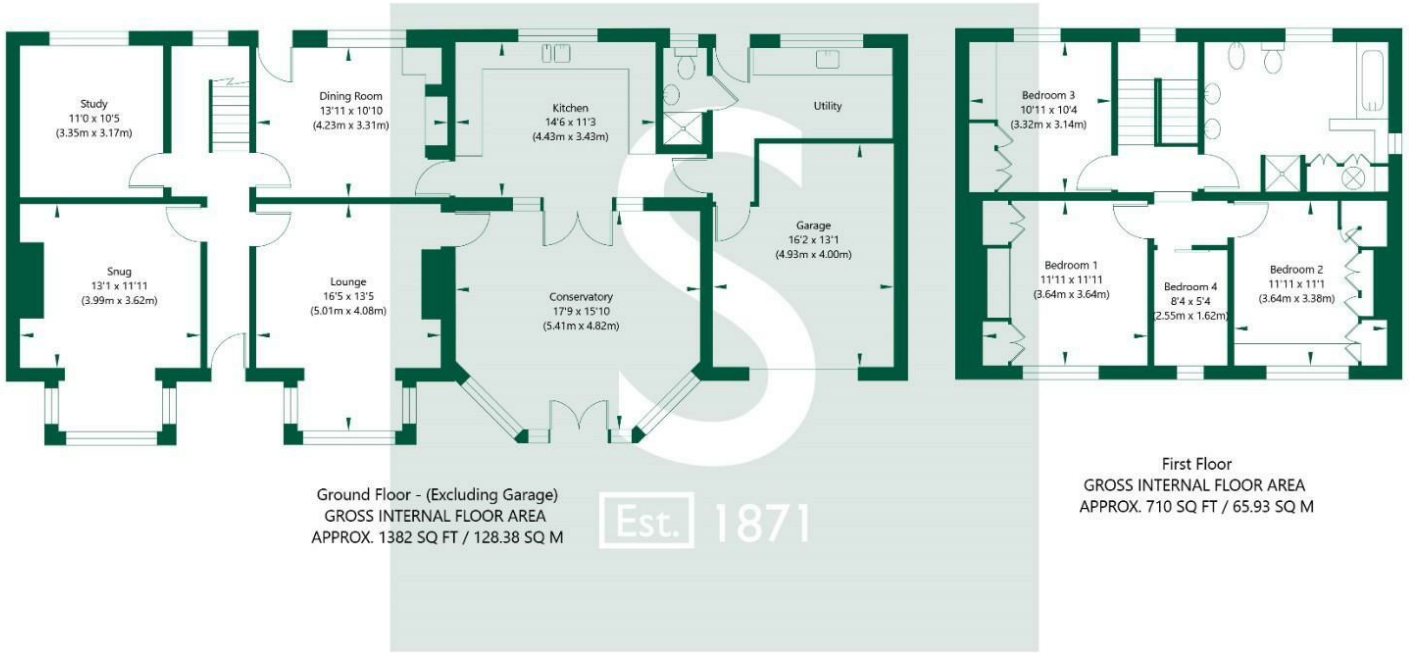 Study
11'0 x 10'5
(3.35m x 3.17m)
Dining Room
13'11 x 10'10
(4.23m x 3.31m)
Kitchen
14'6 x 11'3
(4.43m x 3.43m)
Utility
Snug
13'1 x 11'11
(3.99m x 3.62m)
Lounge
16'5 x 13'5
(5.01m x 4.08m)
Conservatory
17'9 x 15'10
(5.41m x 4.82m)
Garage
16'2 x 13'1
(4.93m x 4.00m)
Ground Floor - (Excluding Garage)
GROSS INTERNAL FLOOR AREA
APPROX. 1382 SQ FT / 128.38 SQ M
S
Est. 1871
Bedroom 3
10'11 x 10'4
(3.32m x 3.14m)
Bedroom 1
11'11 x 11'11
(3.64m x 3.64m)
Bedroom 4
8'4 x 5'4
(2.55m x 1.62m)
Bedroom 2
11'11 x 11'1
(3.64m x 3.38m)
First Floor
GROSS INTERNAL FLOOR AREA
APPROX. 710 SQ FT / 65.93 SQ M